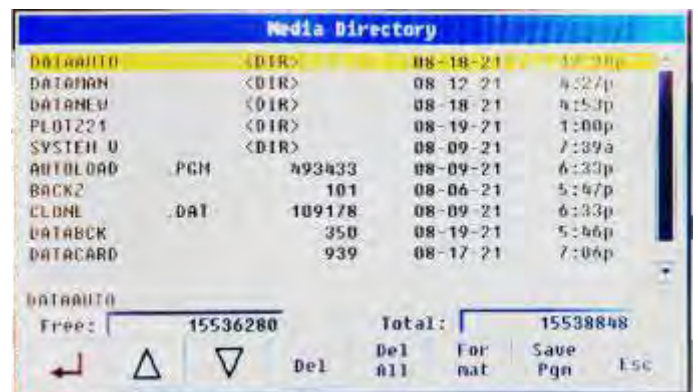 Media Directory
DATAAUTO <DIR> 08-18-21
DATAMAN <DIR> 08-12-21 4:27p
DATANEW <DIR> 08-18-21 4:53p
PLOT221 <DIR> 08-19-21 1:00p
SYSTEM V <DIR> 08-09-21 7:39a
AUTOLOAD .PGM 493433 08-09-21 6:33p
BACK2 101 08-06-21 5:47p
CLONE .DAT 109178 08-09-21 6:33p
DATABCK 350 08-19-21 5:46p
DATACARD 939 08-17-21 7:06p
DATAAUTO
Free: 15536280 Total: 15538848
Del Del For Save Esc
All mat Pgm